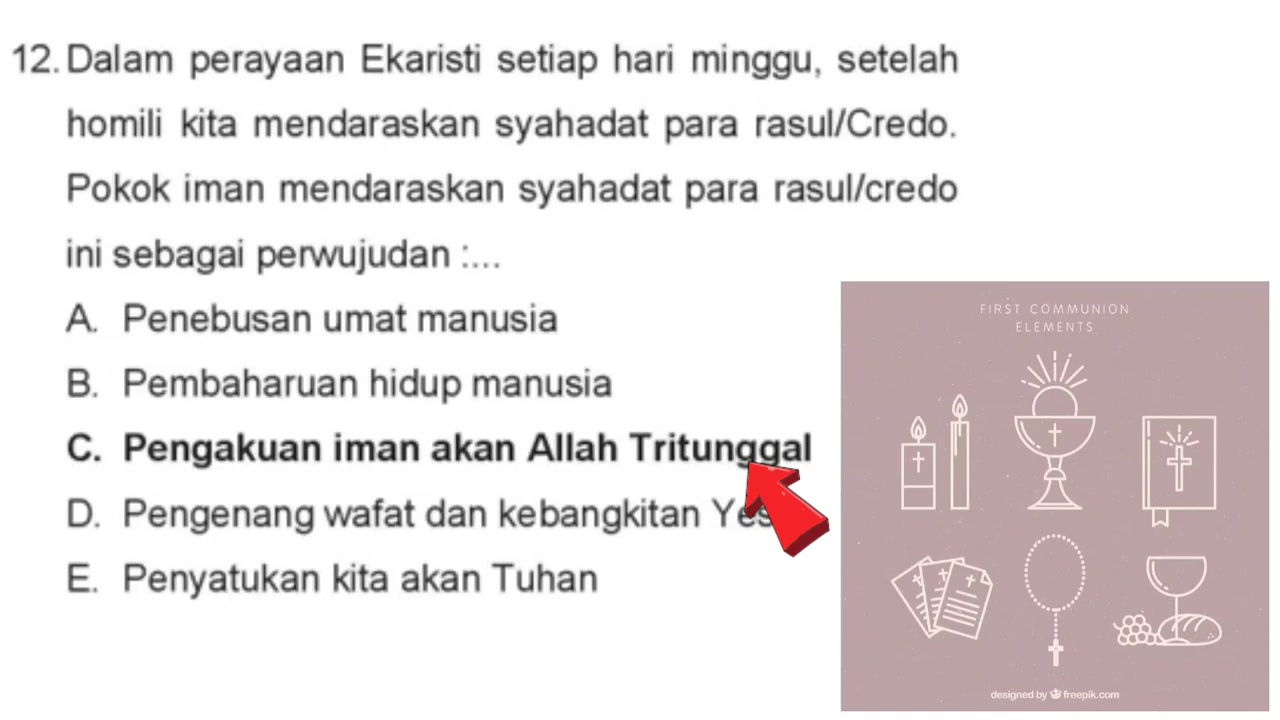 12. Dalam perayaan Ekaristi setiap hari minggu, setelah
homili kita mendaraskan syahadat para rasul/Credo.
Pokok iman mendaraskan syahadat para rasul/credo
ini sebagai perwujudan :...
A. Penebusan umat manusia
B. Pembaharuan hidup manusia
C. Pengakuan iman akan Allah Tritunggal
D. Pengenang wafat dan kebangkitan
E. Penyatukan kita akan Tuhan
FIRST COMMUNION
ELEMENTS
designed by freepik.com